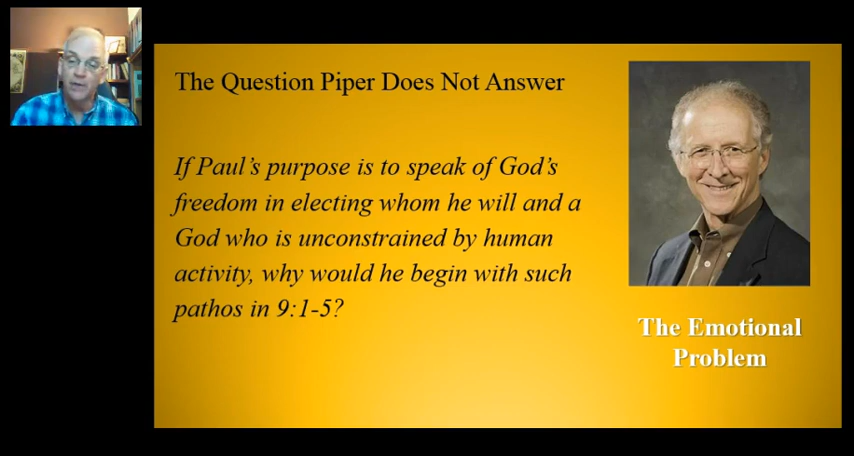 The Question Piper Does Not Answer
If Paul's purpose is to speak of God's
freedom in electing whom he will and a
God who is unconstrained by human
activity, why would he begin with such
pathos in 9:1-5?
The Emotional
Problem